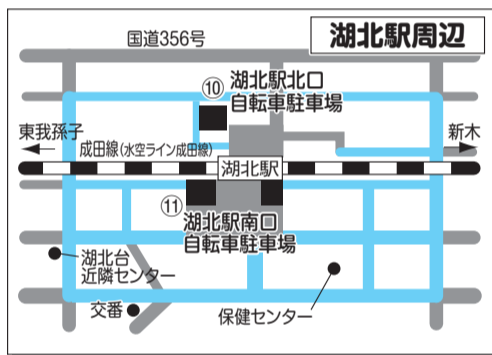 国道356号
湖北駅周辺
⑩ 湖北駅北口
自転車駐車場
東我孫子
成田線(水空ライン成田線)
新木
湖北駅
⑪ 湖北駅南口
自転車駐車場
湖北台
近隣センター
交番
保健センター